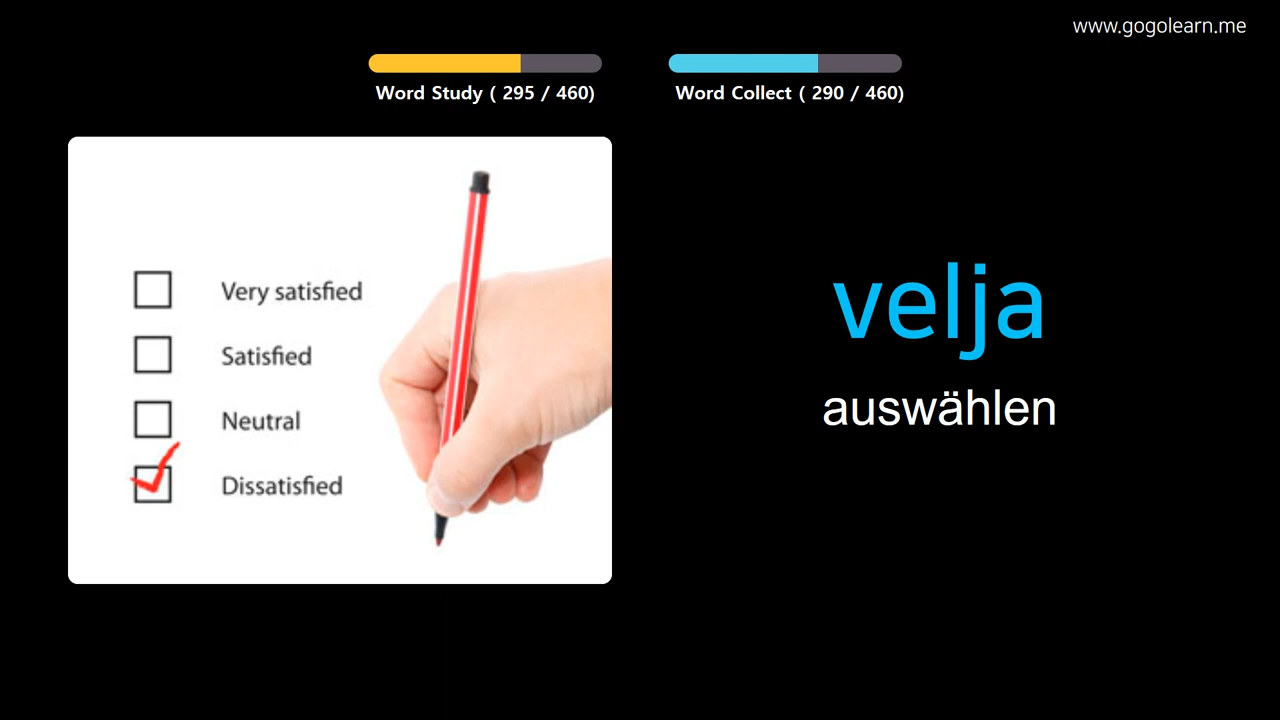 www.gogolearn.me
Word Study ( 295 / 460)
Word Collect ( 290 / 460)
Very satisfied
Satisfied
Neutral
Dissatisfied
velja
auswählen